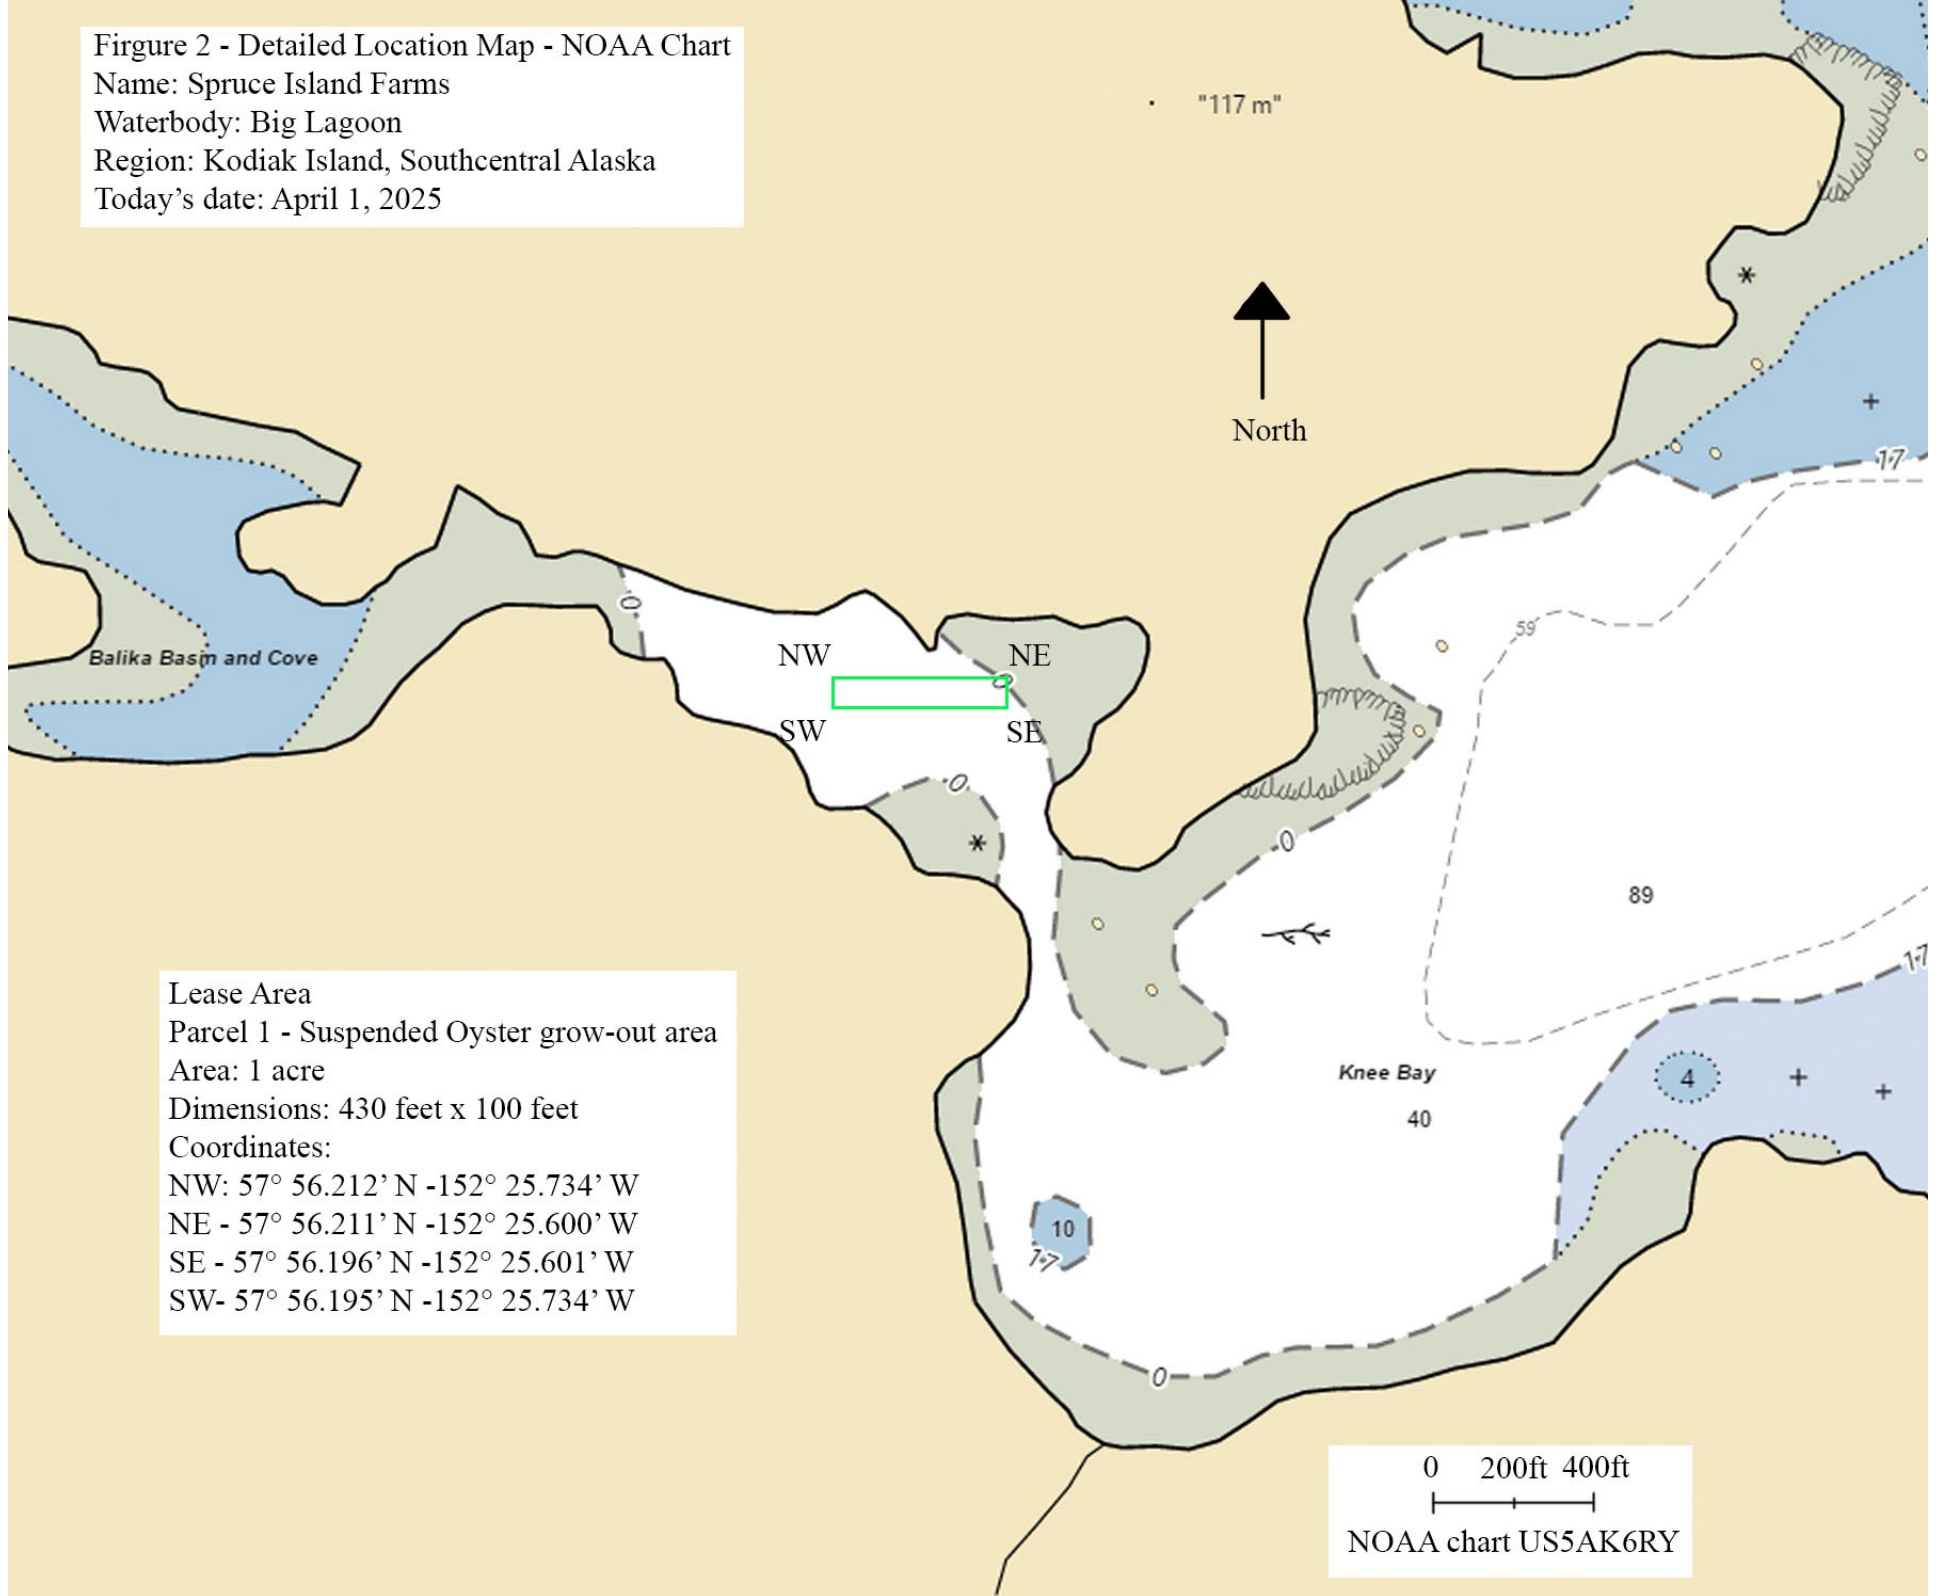 Firgure 2 - Detailed Location Map - NOAA Chart
Name: Spruce Island Farms
Waterbody: Big Lagoon
Region: Kodiak Island, Southcentral Alaska
Today’s date: April 1, 2025
"117 m"
North
17
59
0
Balika Basin and Cove
NW
NE
0
SW
SE
0
0
89
17
Knee Bay
4
40
10
17
0
Lease Area
Parcel 1 - Suspended Oyster grow-out area
Area: 1 acre
Dimensions: 430 feet x 100 feet
Coordinates:
NW: 57° 56.212’ N -152° 25.734’ W
NE - 57° 56.211’ N -152° 25.600’ W
SE - 57° 56.196’ N -152° 25.601’ W
SW- 57° 56.195’ N -152° 25.734’ W
0 200ft 400ft
NOAA chart US5AK6RY